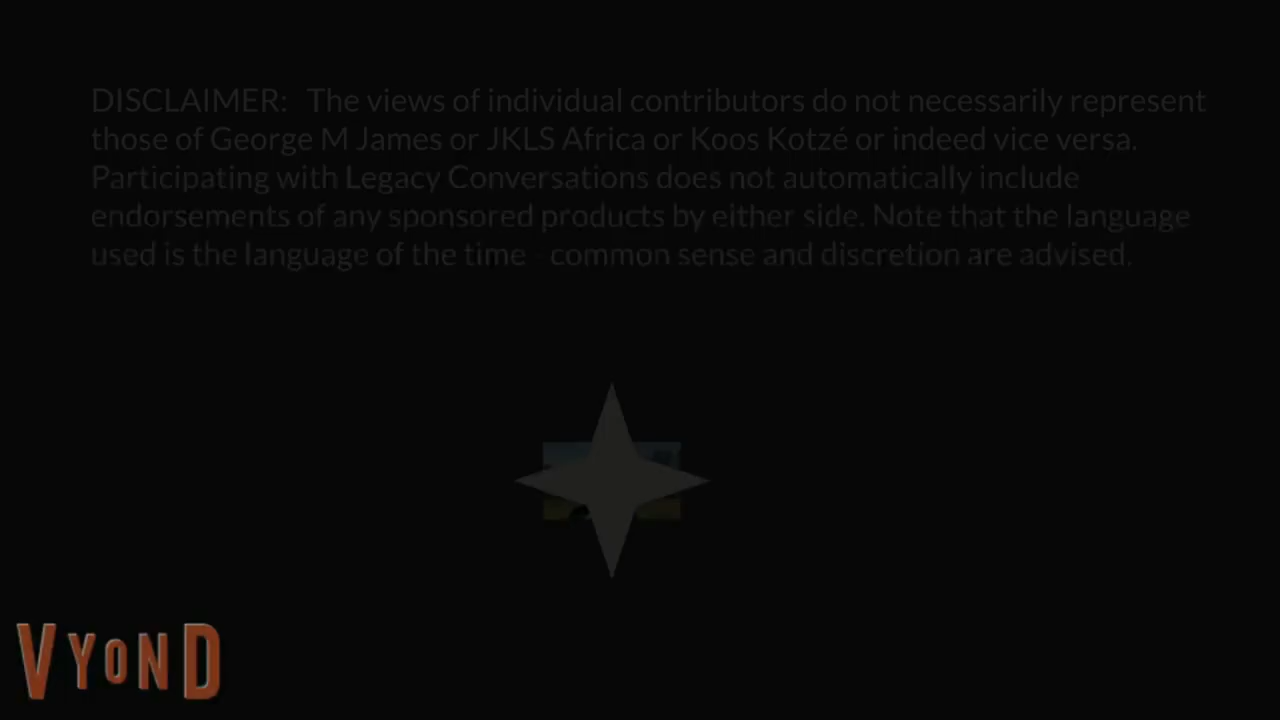 DISCLAIMER: The views of individual contributors do not necessarily represent
those of George M James or JKLS Africa or Koos Kotzé or indeed vice versa.
Participating with Legacy Conversations does not automatically include
endorsements of any sponsored products by either side. Note that the language
used is the language of the time - common sense and discretion are advised.
VYOND